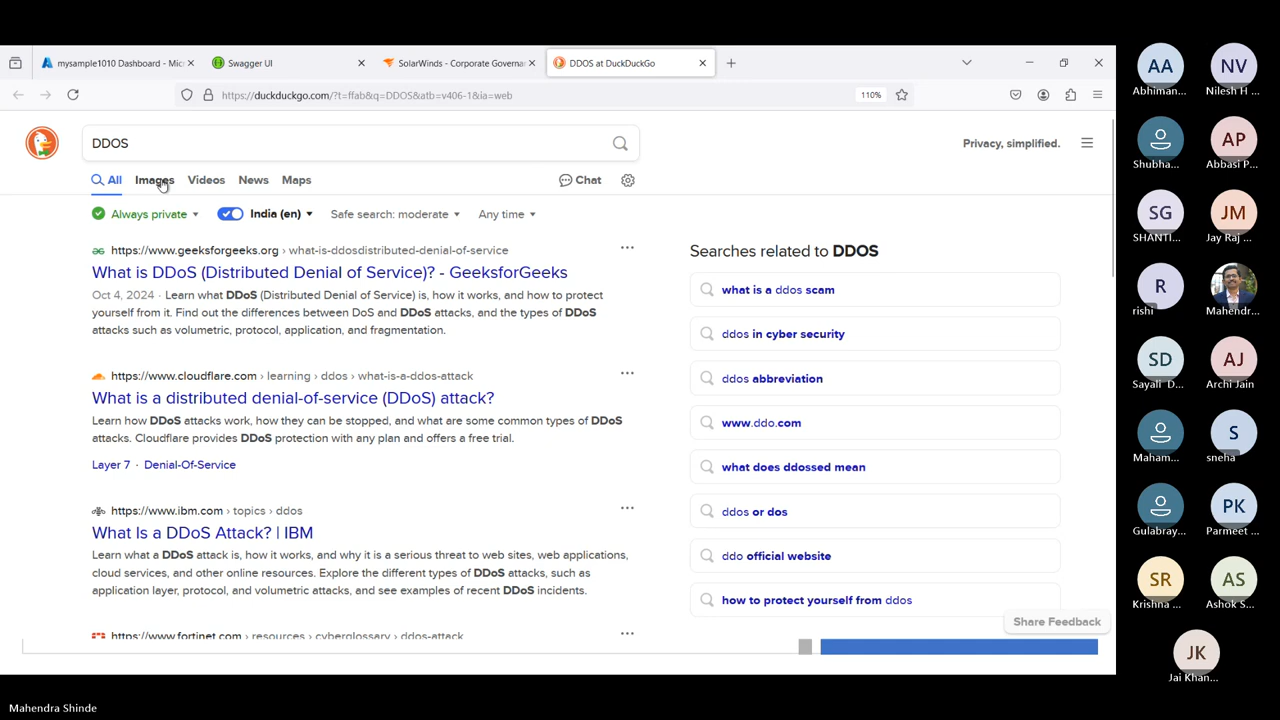 mysample1010 Dashboard - Mic
Swagger UI
SolarWinds - Corporate Governa
DDOS at DuckDuckGo
https://duckduckgo.com/?t=ffab&q=DDOS&atb=v406-1&ia=web
110%
DDOS
Privacy, simplified.
All
Images
Videos
News
Maps
Chat
Always private
India (en)
Safe search: moderate
Any time
https://www.geeksforgeeks.org › what-is-ddosdistributed-denial-of-service
What is DDoS (Distributed Denial of Service)? - GeeksforGeeks
Oct 4, 2024 · Learn what DDoS (Distributed Denial of Service) is, how it works, and how to protect
yourself from it. Find out the differences between DoS and DDoS attacks, and the types of DDoS
attacks such as volumetric, protocol, application, and fragmentation.
https://www.cloudflare.com › learning › ddos › what-is-a-ddos-attack
What is a distributed denial-of-service (DDoS) attack?
Learn how DDoS attacks work, how they can be stopped, and what are some common types of DDoS
attacks. Cloudflare provides DDoS protection with any plan and offers a free trial.
Layer 7 · Denial-Of-Service
https://www.ibm.com › topics › ddos
What Is a DDoS Attack? | IBM
Learn what a DDoS attack is, how it works, and why it is a serious threat to web sites, web applications,
cloud services, and other online resources. Explore the different types of DDoS attacks, such as
application layer, protocol, and volumetric attacks, and see examples of recent DDoS incidents.
https://www.fortinet.com › resources › cyberglossary › ddos-attack
Searches related to DDOS
what is a ddos scam
ddos in cyber security
ddos abbreviation
www.ddo.com
what does ddossed mean
ddos or dos
ddo official website
how to protect yourself from ddos
Share Feedback
AA
Abhiman...
NV
Nilesh H ...
Shubha...
AP
Abbasi P...
SG
SHANTI...
JM
Jay Raj ...
R
rishi
Mahendr...
SD
Sayali D...
AJ
Archi Jain
Maham...
S
sneha
Gulabray...
PK
Parmeet ...
SR
Krishna ...
AS
Ashok S...
JK
Jai Khan...
Mahendra Shinde